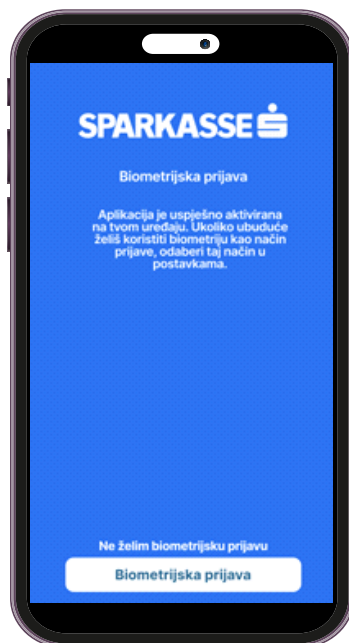 SPARKASSE
Biometrijska prijava
Aplikacija je uspješno aktivirana
na tvom uređaju. Ukoliko ubuduće
želiš koristiti biometriju kao način
prijave, odaberi taj način u
postavkama.
Ne želim biometrijsku prijavu
Biometrijska prijava